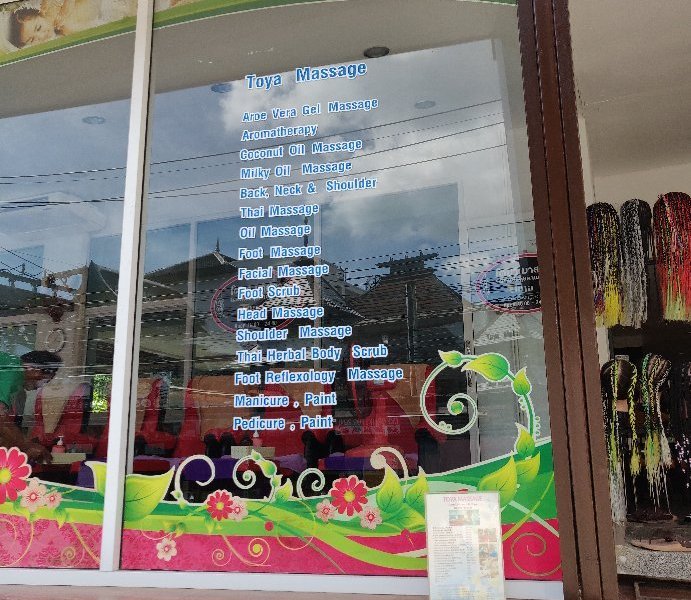 Toya Massage
Aroe Vera Gel Massage
Aromatherapy
Coconut Oil Massage
Milky Oil Massage
Back, Neck & Shoulder
Thai Massage
Oil Massage
Foot Massage
Facial Massage
Foot Scrub
Head Massage
Shoulder Massage
Thai Herbal Body Scrub
Foot Reflexology Massage
Manicure , Paint
Pedicure , Paint
TOYA MASSAGE